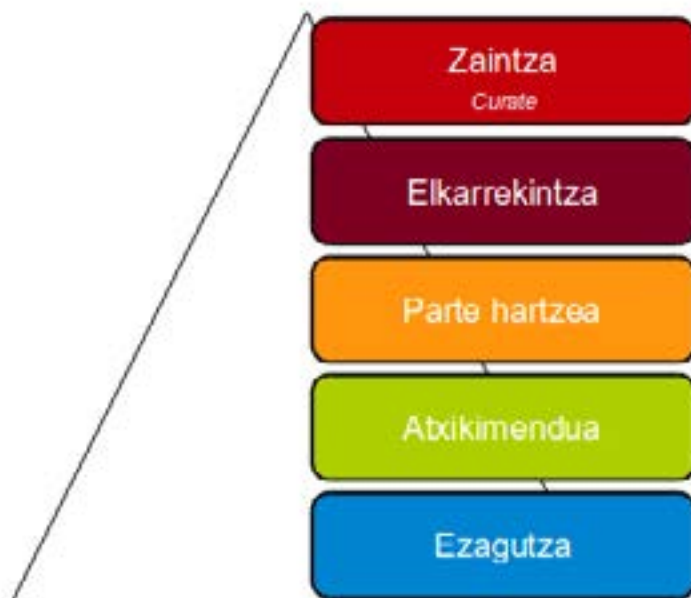 Zaintza
Curate
Elkarrekintza
Parte hartzea
Atxikimendua
Ezagutza